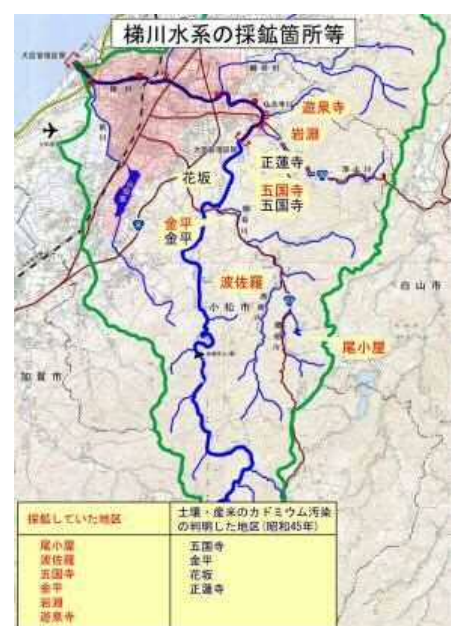 梯川水系の採鉱箇所等
遊泉寺
岩淵
正蓮寺
花坂
五国寺
五国寺
金平
金平
波佐羅
小松市
白山市
尾小屋
加賀市
採鉱していた地区
土壌・産米のカドミウム汚染
の判明した地区(昭和45年)
尾小屋
波佐羅
五国寺
金平
岩淵
遊泉寺
五国寺
金平
花坂
正蓮寺